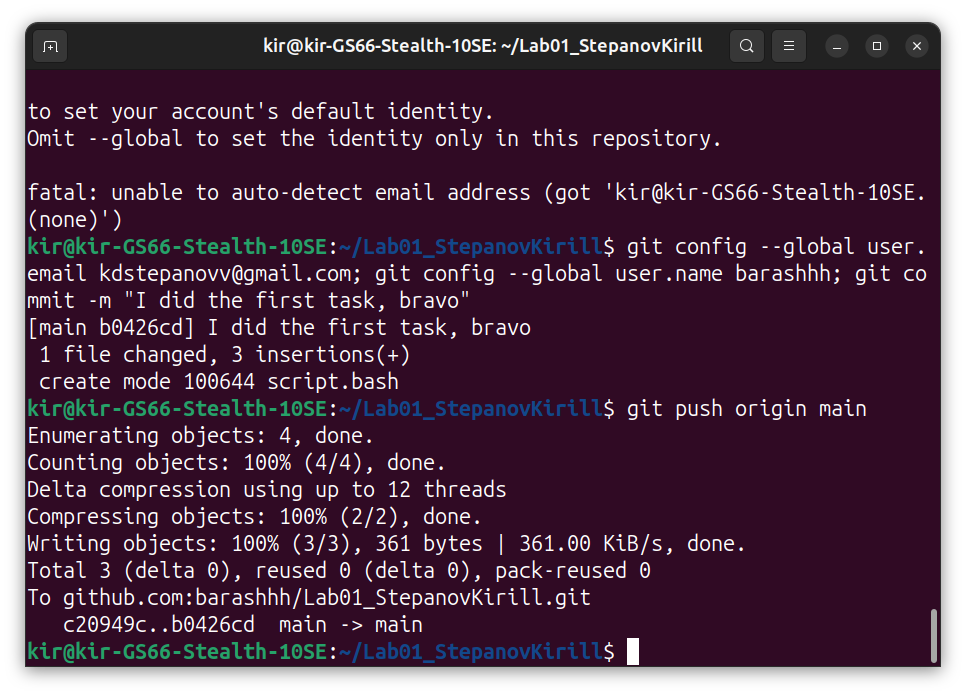 kir@kir-GS66-Stealth-10SE: ~/Lab01_StepanovKirill
to set your account's default identity.
Omit --global to set the identity only in this repository.
fatal: unable to auto-detect email address (got 'kir@kir-GS66-Stealth-10SE.
(none)')
kir@kir-GS66-Stealth-10SE:~/Lab01_StepanovKirill$ git config --global user.
email kdstepanovv@gmail.com; git config --global user.name barashhh; git co
mmit -m "I did the first task, bravo"
[main b0426cd] I did the first task, bravo
 1 file changed, 3 insertions(+)
 create mode 100644 script.bash
kir@kir-GS66-Stealth-10SE:~/Lab01_StepanovKirill$ git push origin main
Enumerating objects: 4, done.
Counting objects: 100% (4/4), done.
Delta compression using up to 12 threads
Compressing objects: 100% (2/2), done.
Writing objects: 100% (3/3), 361 bytes | 361.00 KiB/s, done.
Total 3 (delta 0), reused 0 (delta 0), pack-reused 0
To github.com:barashhh/Lab01_StepanovKirill.git
   c20949c..b0426cd  main -> main
kir@kir-GS66-Stealth-10SE:~/Lab01_StepanovKirill$